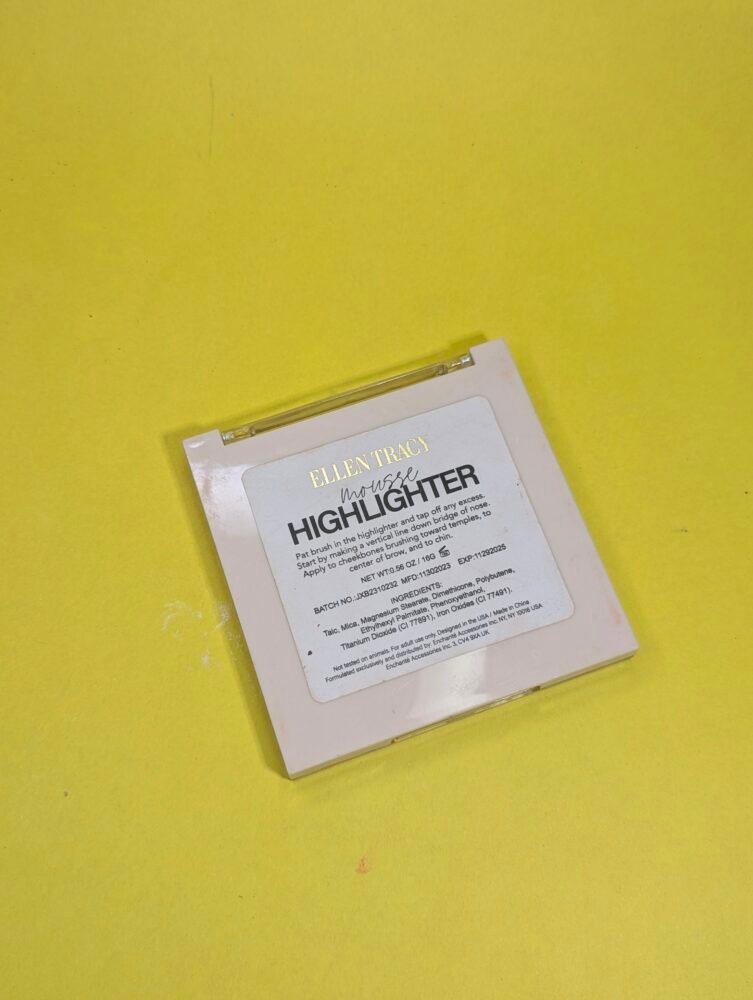 ELLEN TRACY
mousse
HIGHLIGHTER
Pat brush in the highlighter and tap off any excess.
Start by making a vertical line down bridge of nose.
Apply to cheekbones brushing toward temples, to
center of brow, and to chin.
NET WT:0.56 OZ / 16G
BATCH NO.:JXB2310232 MFD:11302023 EXP:11292025
INGREDIENTS:
Talc, Mica, Magnesium Stearate, Dimethicone, Polybutene,
Ethylhexyl Palmitate, Phenoxyethanol,
Titanium Dioxide (CI 77891), Iron Oxides (CI 77491).
Not tested on animals. For adult use only. Designed in the USA / Made in China
Formulated exclusively and distributed by: Enchanté Accessories Inc. NY, NY 10016 USA
Enchanté Accessories Inc. 3, CV4 UK